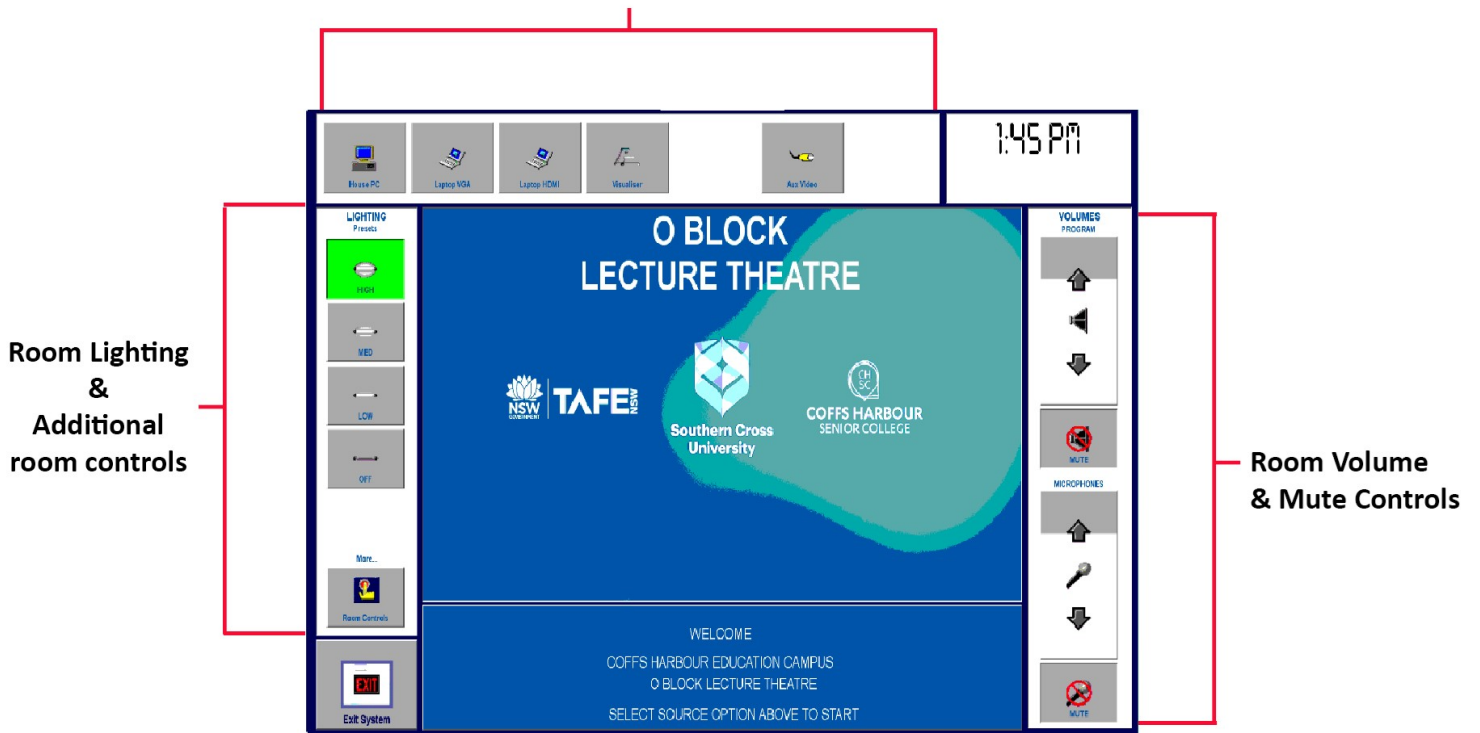 1:45 PM
House PC
Laptop VGA
Laptop HDMI
Visualiser
Aux Video
Room Lighting
&
Additional
room controls
LIGHTING
Presets
HIGH
MED
LOW
OFF
More...
Room Controls
EXIT
Exit System
O BLOCK
LECTURE THEATRE
NSW
GOVERNMENT
TAFE NSW
Southern Cross
University
CH
SC
COFFS HARBOUR
SENIOR COLLEGE
WELCOME
COFFS HARBOUR EDUCATION CAMPUS
O BLOCK LECTURE THEATRE
SELECT SOURCE OPTION ABOVE TO START
VOLUMES
PROGRAM
MUTE
MICROPHONES
MUTE
Room Volume
& Mute Controls